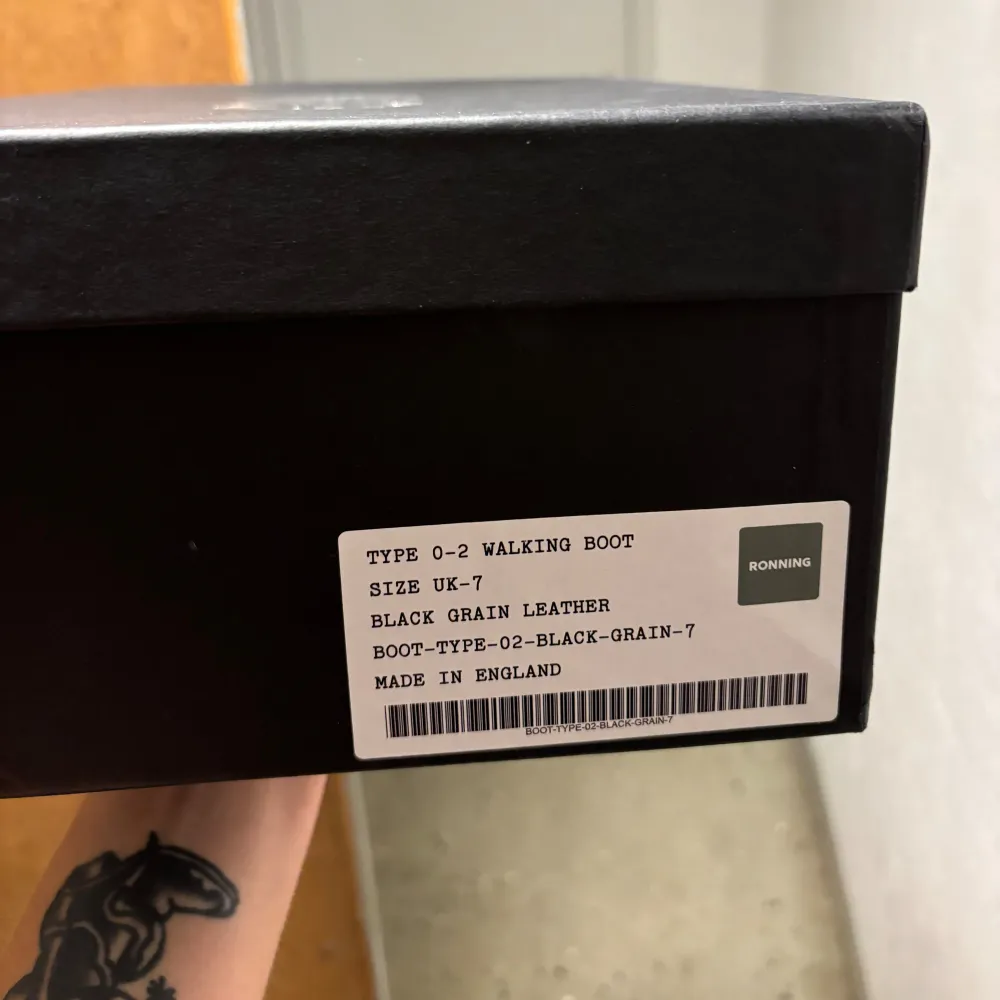 TYPE 0-2 WALKING BOOT
SIZE UK-7
BLACK GRAIN LEATHER
BOOT-TYPE-02-BLACK-GRAIN-7
MADE IN ENGLAND
BOOT-TYPE-02-BLACK-GRAIN-7
RONNING